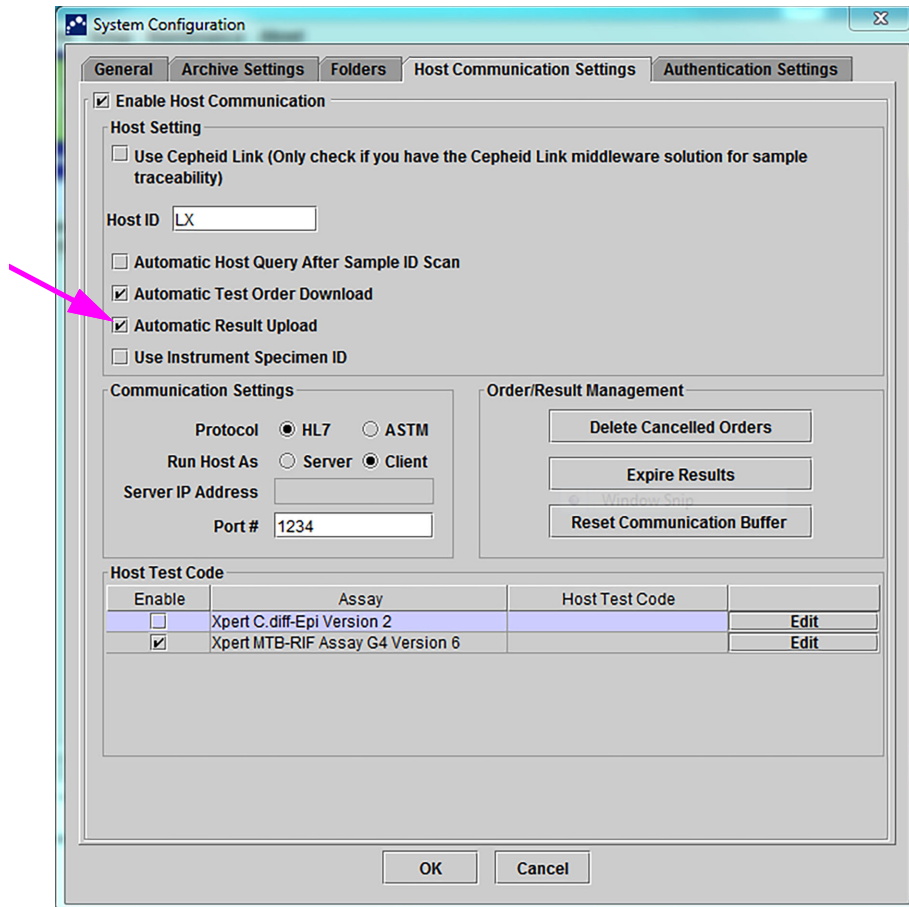 System Configuration
General Archive Settings Folders Host Communication Settings Authentication Settings
Enable Host Communication
Host Setting
Use Cepheid Link (Only check if you have the Cepheid Link middleware solution for sample
traceability)
Host ID LX
Automatic Host Query After Sample ID Scan
Automatic Test Order Download
Automatic Result Upload
Use Instrument Specimen ID
Communication Settings
Protocol HL7 ASTM
Run Host As Server Client
Server IP Address
Port # 1234
Order/Result Management
Delete Cancelled Orders
Expire Results
Window Snip
Reset Communication Buffer
Host Test Code
Enable Assay Host Test Code
Xpert C.diff-Epi Version 2 Edit
Xpert MTB-RIF Assay G4 Version 6 Edit
OK Cancel